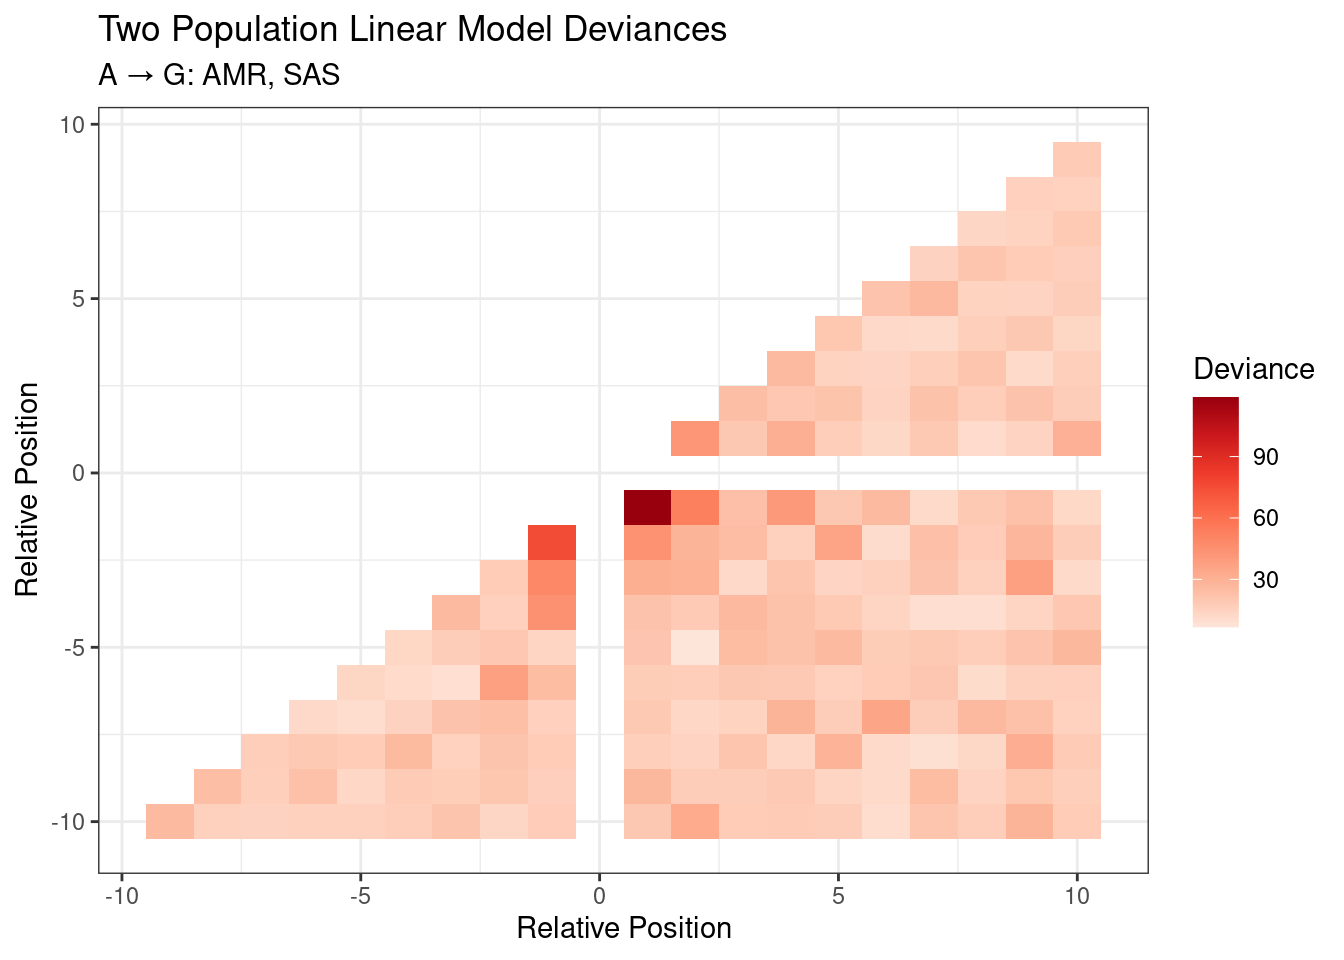 Two Population Linear Model Deviances
A → G: AMR, SAS
10
5
0
-5
-10
Relative Position
-10
-5
0
5
10
Relative Position
Deviance
90
60
30